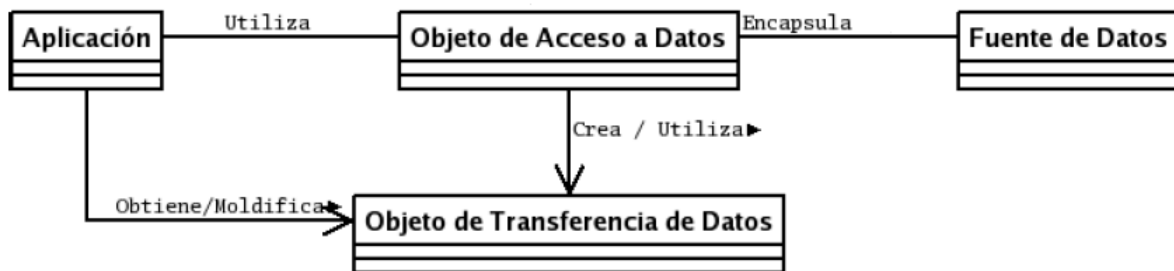 Utiliza
Encapsula
Aplicación
Objeto de Acceso a Datos
Fuente de Datos
Crea / Utiliza
Obtiene/Moldifica
Objeto de Transferencia de Datos